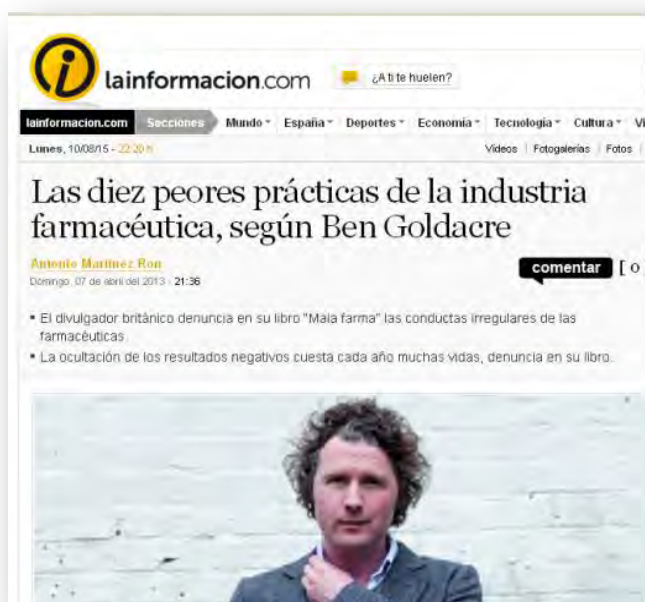 i lainformacion.com ¿A ti te huelen?
lainformacion.com Secciones Mundo España Deportes Economía Tecnología Cultura Vi
Lunes, 10/08/15 - 22:20 h Videos Fotogalerías Fotos
Las diez peores prácticas de la industria
farmacéutica, según Ben Goldacre
Antonio Martínez Ron
comentar [ 0
Domingo, 07 de abril del 2013 - 21:36
El divulgador británico denuncia en su libro "Mala farma" las conductas irregulares de las
farmacéuticas.
La ocultación de los resultados negativos cuesta cada año muchas vidas, denuncia en su libro.